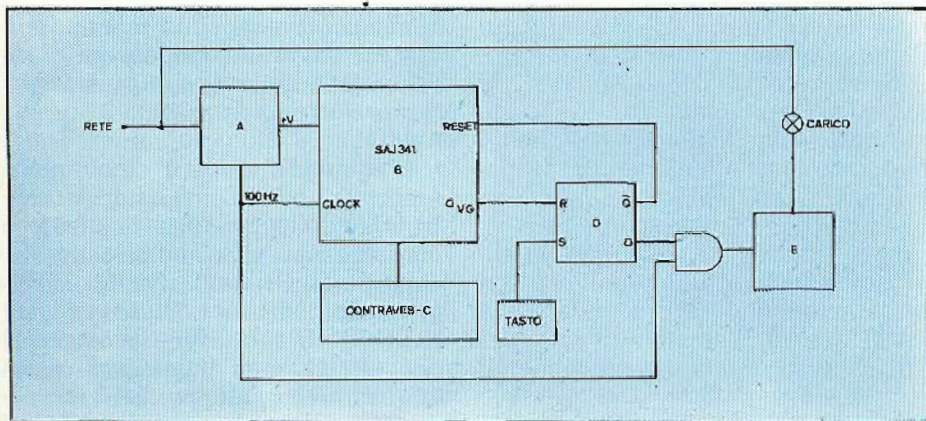 RETE
A
+V
SAJ341
B
RESET
CARICO
100Hz
CLOCK
Q VG
R
Q̅
D
S
Q
E
CONTRAVES-C
TASTO